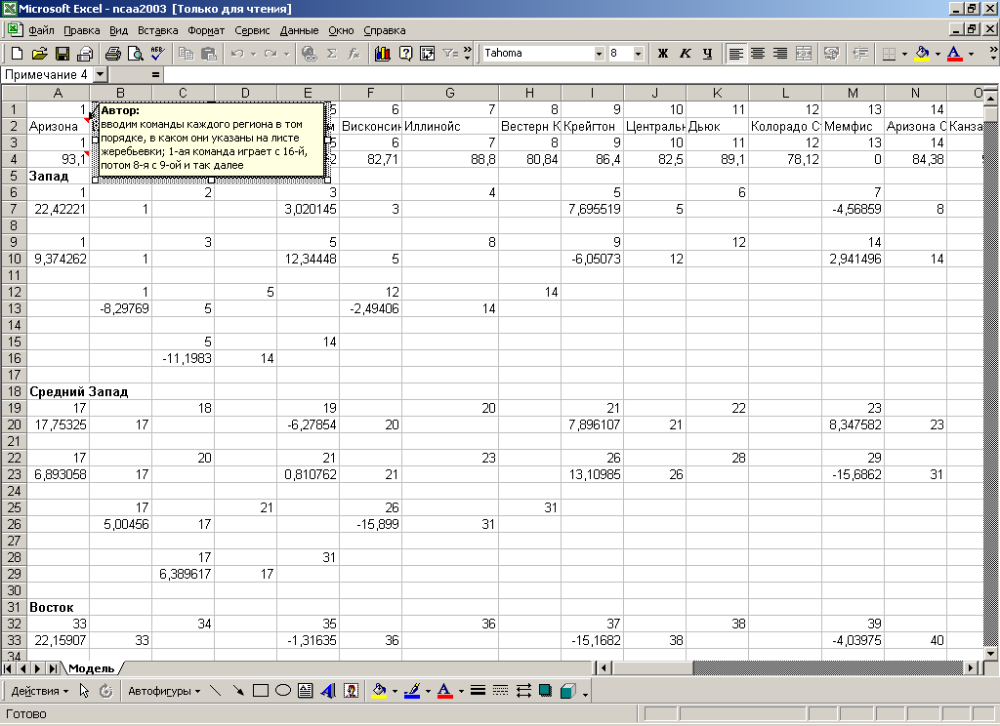 Microsoft Excel - ncaa2003 [Только для чтения]
Файл Правка Вид Вставка Формат Сервис Данные Окно Справка
Tahoma 8 Ж К Ч
Примечание 4 =
A B C D E F G H I J K L M N O
1 1 5 6 7 8 9 10 11 12 13 14
2 Аризона Висконсин Иллинойс Вестерн К Крейгтон Централь Дьюк Колорадо С Мемфис Аризона С Канза
3 1 5 6 7 8 9 10 11 12 13 14
4 93,1 2 82,71 88,8 80,84 86,4 82,5 89,1 78,12 0 84,38
Автор:
вводим команды каждого региона в том
порядке, в каком они указаны на листе
жеребьевки; 1-ая команда играет с 16-й,
потом 8-я с 9-ой и так далее
5 Запад
6 1 2 3 4 5 6 7
7 22,42221 1 3,020145 3 7,695519 5 -4,56859 8
8
9 1 3 5 8 9 12 14
10 9,374262 1 12,34448 5 -6,05073 12 2,941496 14
11
12 1 5 12 14
13 -8,29769 5 -2,49406 14
14
15 5 14
16 -11,1983 14
17
18 Средний Запад
19 17 18 19 20 21 22 23
20 17,75325 17 -6,27854 20 7,896107 21 8,347582 23
21
22 17 20 21 23 26 28 29
23 6,893058 17 0,810762 21 13,10985 26 -15,6862 31
24
25 17 21 26 31
26 5,00456 17 -15,899 31
27
28 17 31
29 6,389617 17
30
31 Восток
32 33 34 35 36 37 38 39
33 22,15907 33 -1,31635 36 -15,1682 38 -4,03975 40
34
Модель
Действия Автофигуры
Готово